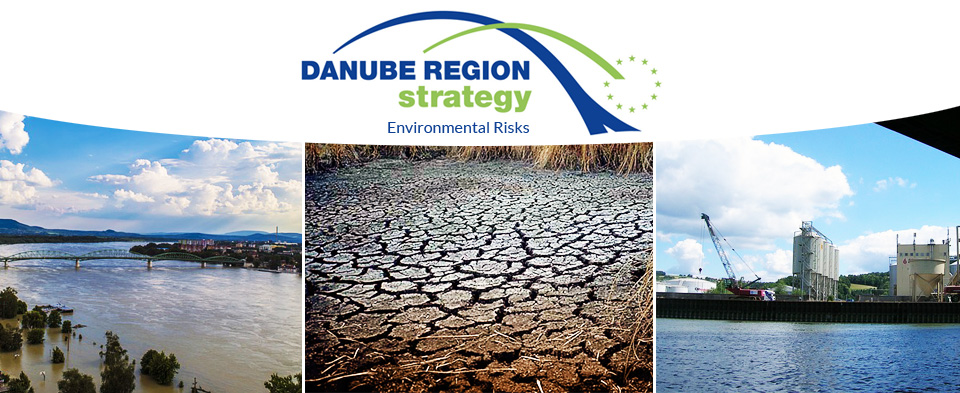 DANUBE REGION
strategy
Environmental Risks